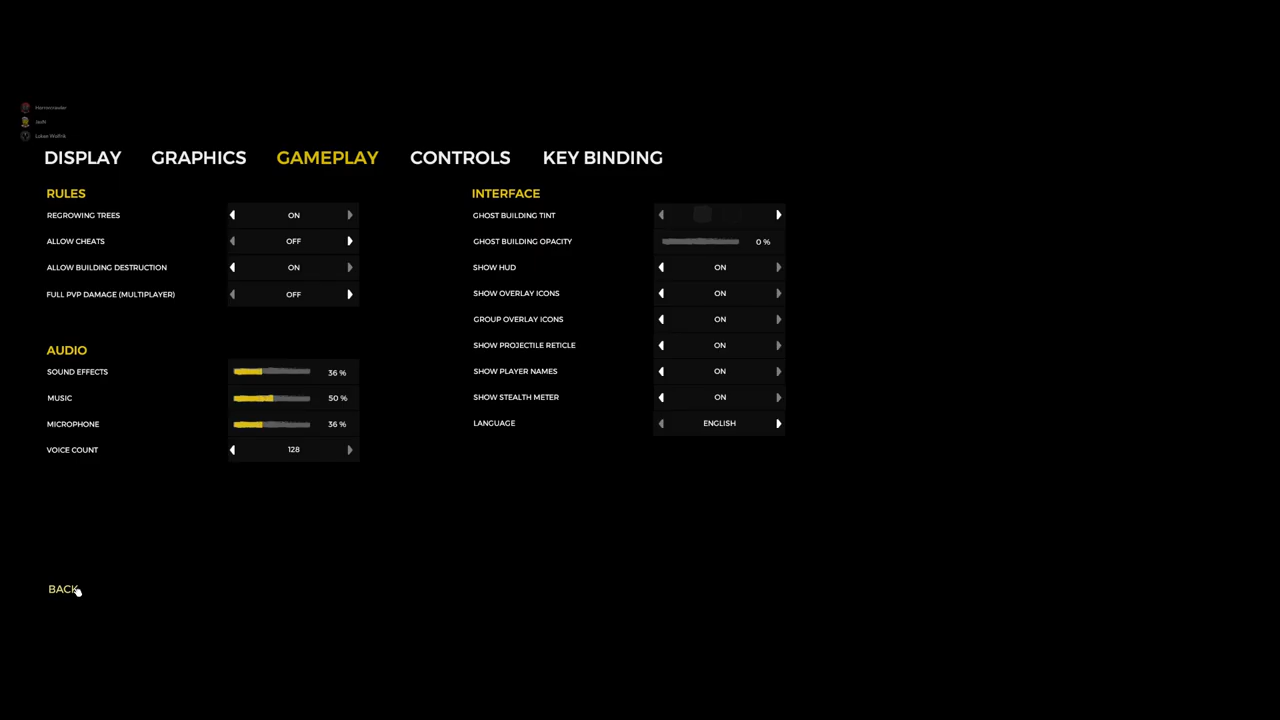 JayN
Lokee Wolfrik
DISPLAY GRAPHICS GAMEPLAY CONTROLS KEY BINDING
RULES
REGROWING TREES ON
ALLOW CHEATS OFF
ALLOW BUILDING DESTRUCTION ON
FULL PVP DAMAGE (MULTIPLAYER) OFF
AUDIO
SOUND EFFECTS 36 %
MUSIC 50 %
MICROPHONE 36 %
VOICE COUNT 128
INTERFACE
GHOST BUILDING TINT
GHOST BUILDING OPACITY 0 %
SHOW HUD ON
SHOW OVERLAY ICONS ON
GROUP OVERLAY ICONS ON
SHOW PROJECTILE RETICLE ON
SHOW PLAYER NAMES ON
SHOW STEALTH METER ON
LANGUAGE ENGLISH
BACK